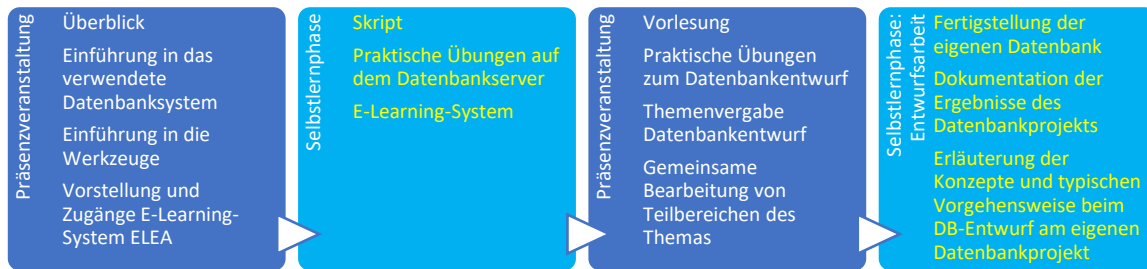 Präsenzveranstaltung
Überblick
Einführung in das
verwendete
Datenbanksystem
Einführung in die
Werkzeuge
Vorstellung und
Zugänge E-Learning-
System ELEA
Selbstlernphase
Skript
Praktische Übungen auf
dem Datenbankserver
E-Learning-System
Präsenzveranstaltung
Vorlesung
Praktische Übungen
zum Datenbankentwurf
Themenvergabe
Datenbankentwurf
Gemeinsame
Bearbeitung von
Teilbereichen des
Themas
Selbstlernphase:
Entwurfsarbeit
Fertigstellung der
eigenen Datenbank
Dokumentation der
Ergebnisse des
Datenbankprojekts
Erläuterung der
Konzepte und typischen
Vorgehensweise beim
DB-Entwurf am eigenen
Datenbankprojekt